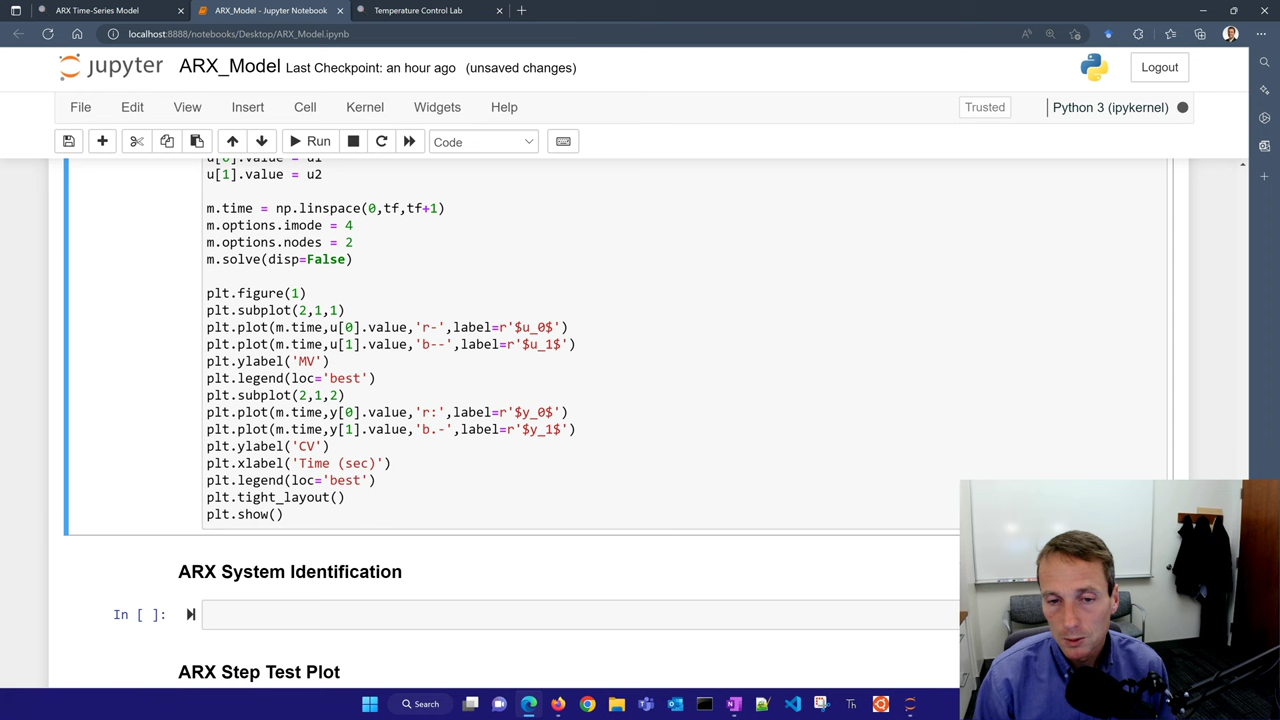 ARX Time-Series Model
ARX_Model - Jupyter Notebook
Temperature Control Lab
localhost:8888/notebooks/Desktop/ARX_Model.ipynb
jupyter ARX_Model Last Checkpoint: an hour ago (unsaved changes)
Logout
File Edit View Insert Cell Kernel Widgets Help
Trusted
Python 3 (ipykernel)
Run
Code
u[0].value = u1
u[1].value = u2
m.time = np.linspace(0,tf,tf+1)
m.options.imode = 4
m.options.nodes = 2
m.solve(disp=False)
plt.figure(1)
plt.subplot(2,1,1)
plt.plot(m.time,u[0].value,'r-',label=r'$u_0$')
plt.plot(m.time,u[1].value,'b--',label=r'$u_1$')
plt.ylabel('MV')
plt.legend(loc='best')
plt.subplot(2,1,2)
plt.plot(m.time,y[0].value,'r:',label=r'$y_0$')
plt.plot(m.time,y[1].value,'b.-',label=r'$y_1$')
plt.ylabel('CV')
plt.xlabel('Time (sec)')
plt.legend(loc='best')
plt.tight_layout()
plt.show()
ARX System Identification
In [ ]:
ARX Step Test Plot
Search